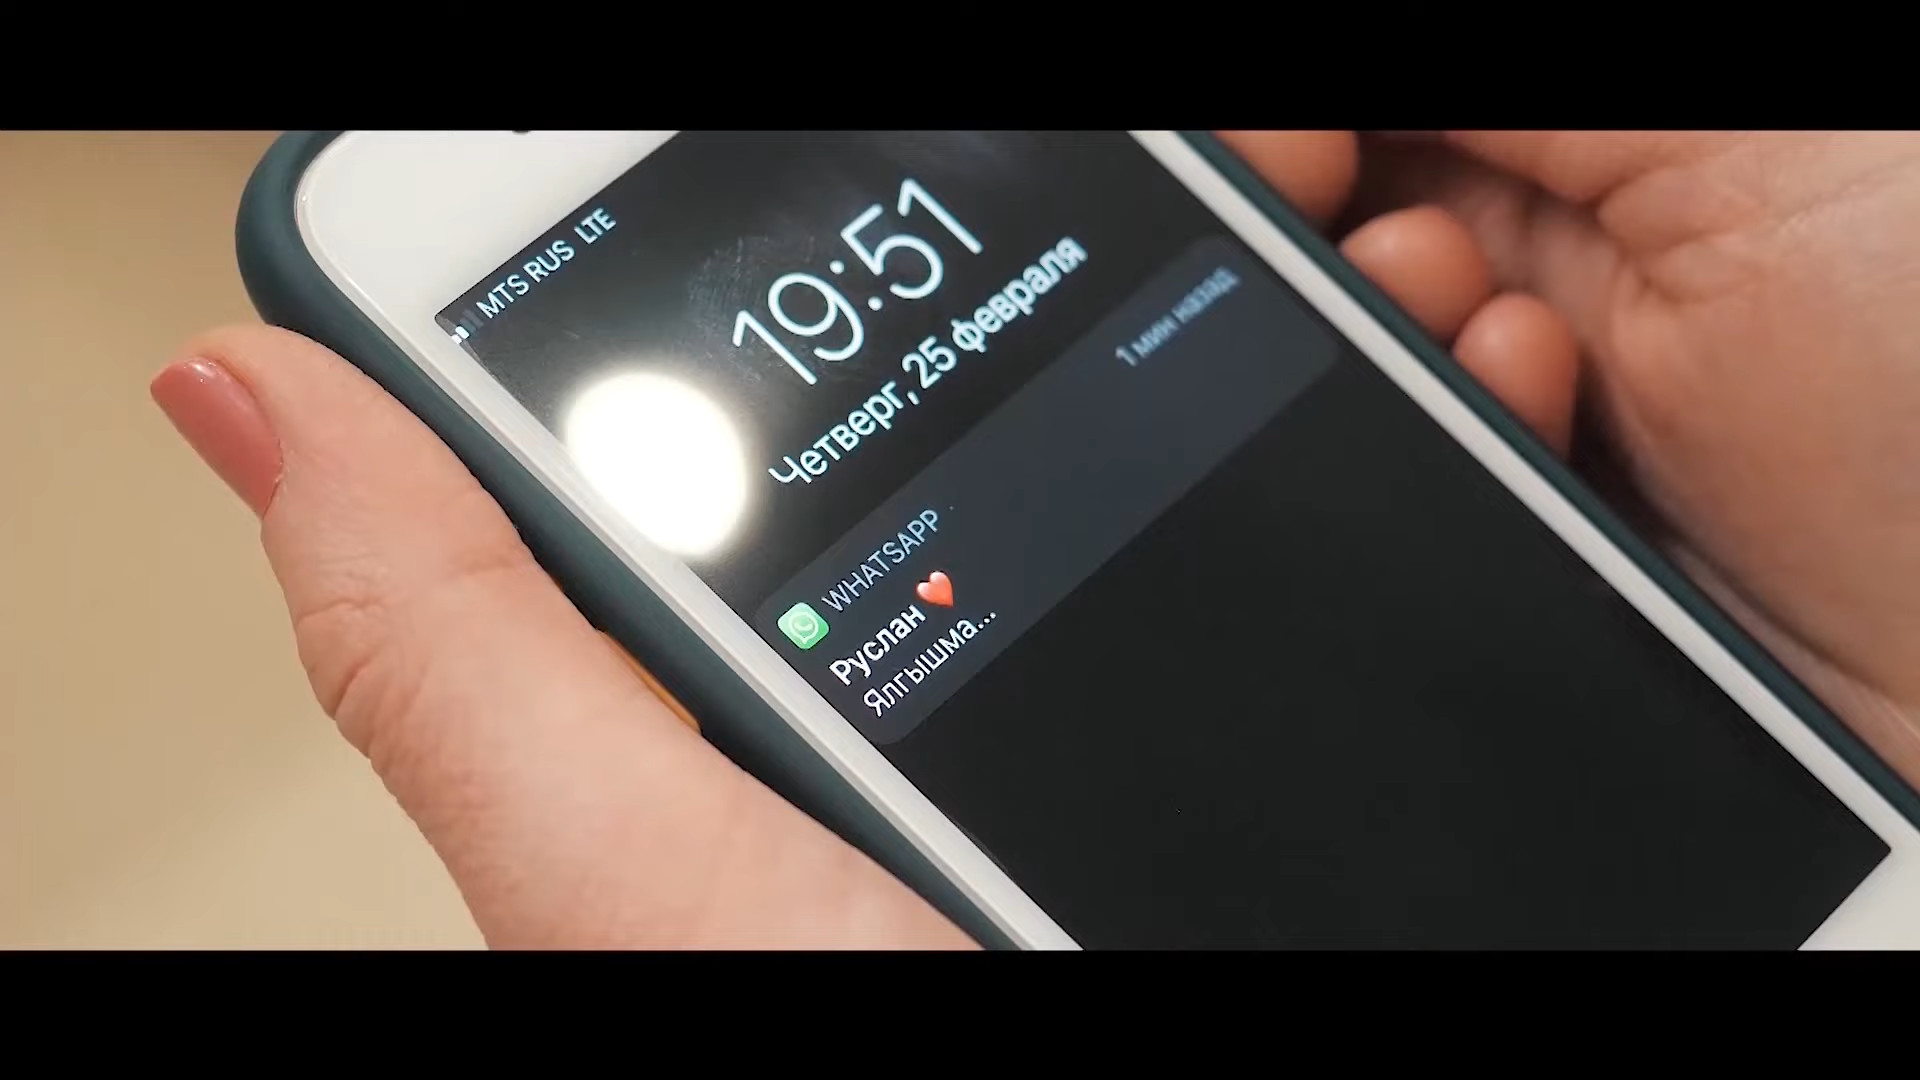 MTS RUS LTE
19:51
Четверг, 25 февраля
WHATSAPP
1 мин назад
Руслан ❤️
Ялгышма...